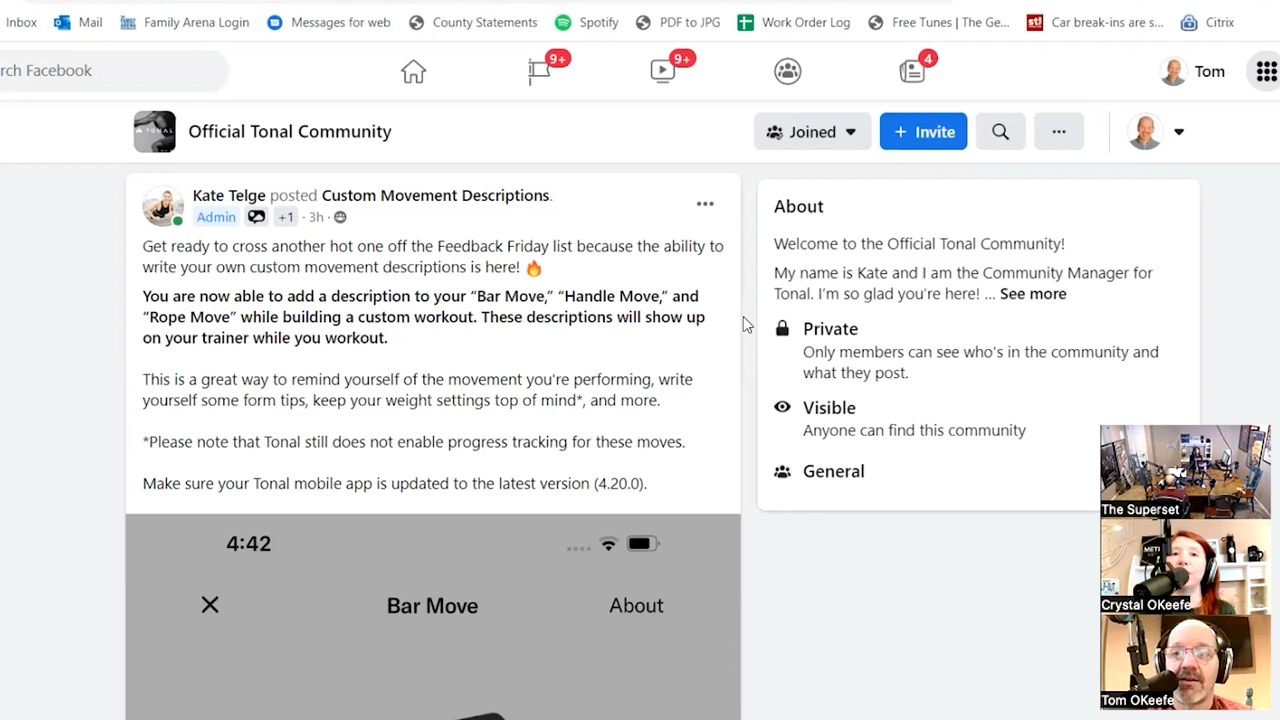 Inbox Mail Family Arena Login Messages for web County Statements Spotify PDF to JPG Work Order Log Free Tunes | The Ge... stl Car break-ins are s... Citrix
rch Facebook 9+ 9+ 4 Tom
Official Tonal Community Joined + Invite
Kate Telge posted Custom Movement Descriptions.
Admin +1 · 3h ·
Get ready to cross another hot one off the Feedback Friday list because the ability to
write your own custom movement descriptions is here! 🔥
You are now able to add a description to your “Bar Move,” “Handle Move,” and
“Rope Move” while building a custom workout. These descriptions will show up
on your trainer while you workout.
This is a great way to remind yourself of the movement you're performing, write
yourself some form tips, keep your weight settings top of mind*, and more.
*Please note that Tonal still does not enable progress tracking for these moves.
Make sure your Tonal mobile app is updated to the latest version (4.20.0).
4:42
Bar Move About
About
Welcome to the Official Tonal Community!
My name is Kate and I am the Community Manager for
Tonal. I'm so glad you're here! ... See more
Private
Only members can see who's in the community and
what they post.
Visible
Anyone can find this community
General
The Superset
Crystal OKeefe
Tom OKeefe